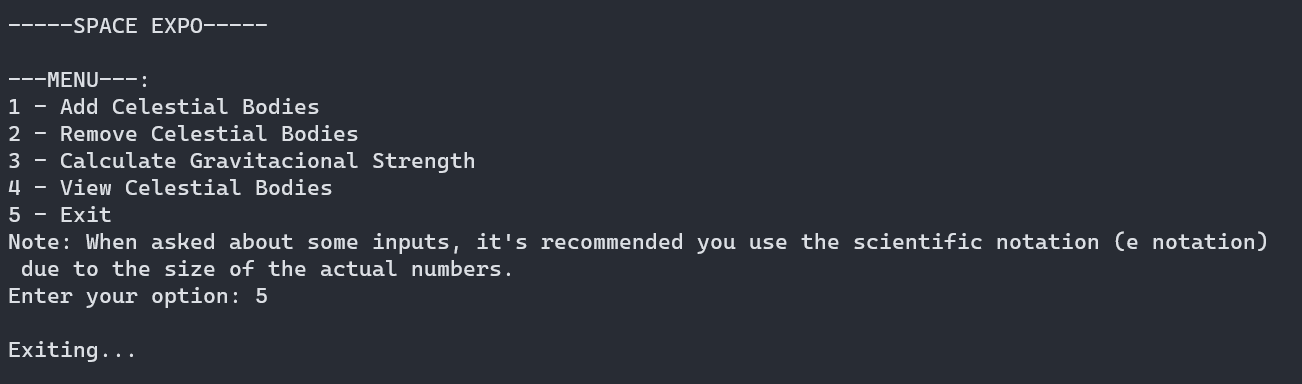 -----SPACE EXPO-----
---MENU---:
1 - Add Celestial Bodies
2 - Remove Celestial Bodies
3 - Calculate Gravitacional Strength
4 - View Celestial Bodies
5 - Exit
Note: When asked about some inputs, it's recommended you use the scientific notation (e notation)
 due to the size of the actual numbers.
Enter your option: 5
Exiting...